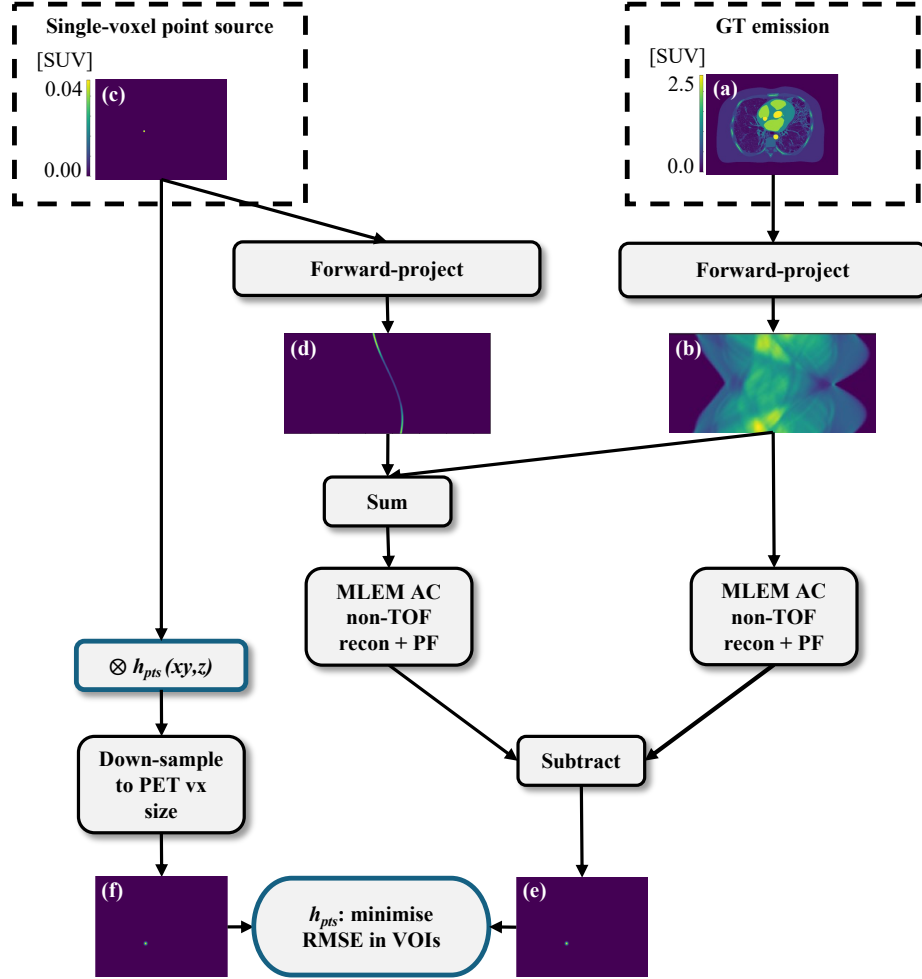 Single-voxel point source
[SUV]
0.04
(c)
0.00
GT emission
[SUV]
2.5
(a)
0.0
Forward-project
Forward-project
(d)
(b)
Sum
MLEM AC
non-TOF
recon + PF
MLEM AC
non-TOF
recon + PF
⊗ hpts (xy,z)
Down-sample
to PET vx
size
Subtract
(f)
hpts: minimise
RMSE in VOIs
(e)